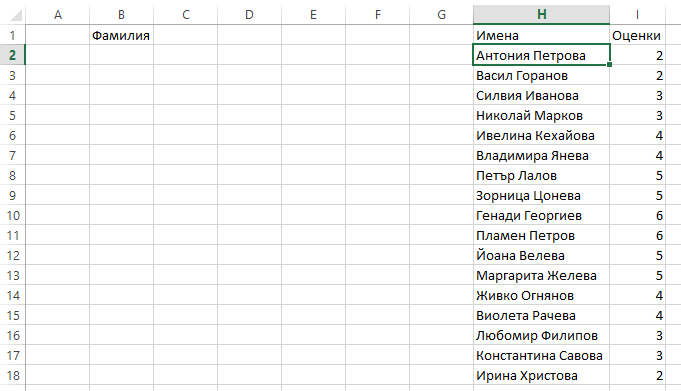 A B C D E F G H I
1 Фамилия Имена Оценки
2 Антония Петрова 2
3 Васил Горанов 2
4 Силвия Иванова 3
5 Николай Марков 3
6 Ивелина Кехайова 4
7 Владимира Янева 4
8 Петър Лалов 5
9 Зорница Цонева 5
10 Генади Георгиев 6
11 Пламен Петров 6
12 Йоана Велева 5
13 Маргарита Желева 5
14 Живко Огнянов 4
15 Виолета Рачева 4
16 Любомир Филипов 3
17 Константина Савова 3
18 Ирина Христова 2